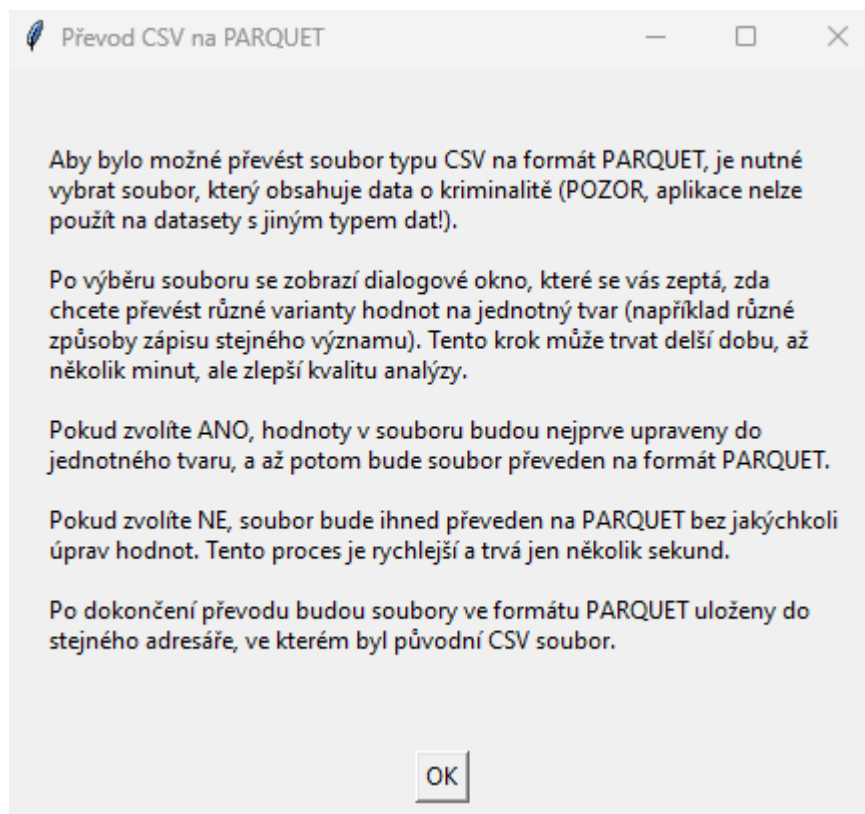 Převod CSV na PARQUET
Aby bylo možné převést soubor typu CSV na formát PARQUET, je nutné
vybrat soubor, který obsahuje data o kriminalitě (POZOR, aplikace nelze
použít na datasety s jiným typem dat!).
Po výběru souboru se zobrazí dialogové okno, které se vás zeptá, zda
chcete převést různé varianty hodnot na jednotný tvar (například různé
způsoby zápisu stejného významu). Tento krok může trvat delší dobu, až
několik minut, ale zlepší kvalitu analýzy.
Pokud zvolíte ANO, hodnoty v souboru budou nejprve upraveny do
jednotného tvaru, a až potom bude soubor převeden na formát PARQUET.
Pokud zvolíte NE, soubor bude ihned převeden na PARQUET bez jakýchkoli
úprav hodnot. Tento proces je rychlejší a trvá jen několik sekund.
Po dokončení převodu budou soubory ve formátu PARQUET uloženy do
stejného adresáře, ve kterém byl původní CSV soubor.
OK